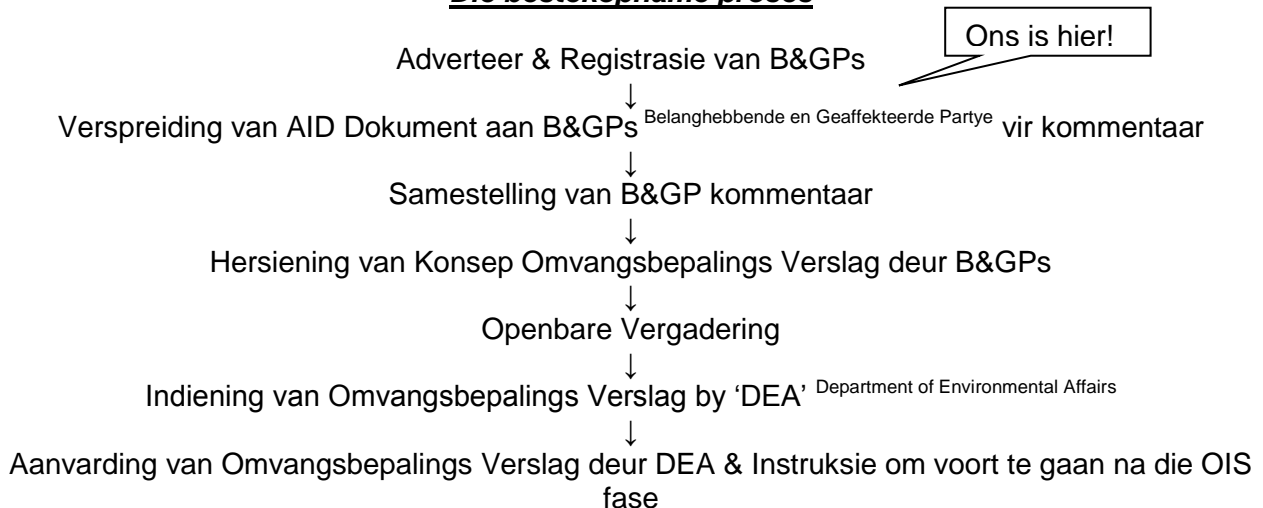 Ons is hier!
Adverteer & Registrasie van B&GPs
↓
Verspreiding van AID Dokument aan B&GPs Belanghebbende en Geaffekteerde Partye vir kommentaar
↓
Samestelling van B&GP kommentaar
↓
Hersiening van Konsep Omvangsbepalings Verslag deur B&GPs
↓
Openbare Vergadering
↓
Indiening van Omvangsbepalings Verslag by ‘DEA’ Department of Environmental Affairs
↓
Aanvarding van Omvangsbepalings Verslag deur DEA & Instruksie om voort te gaan na die OIS
fase